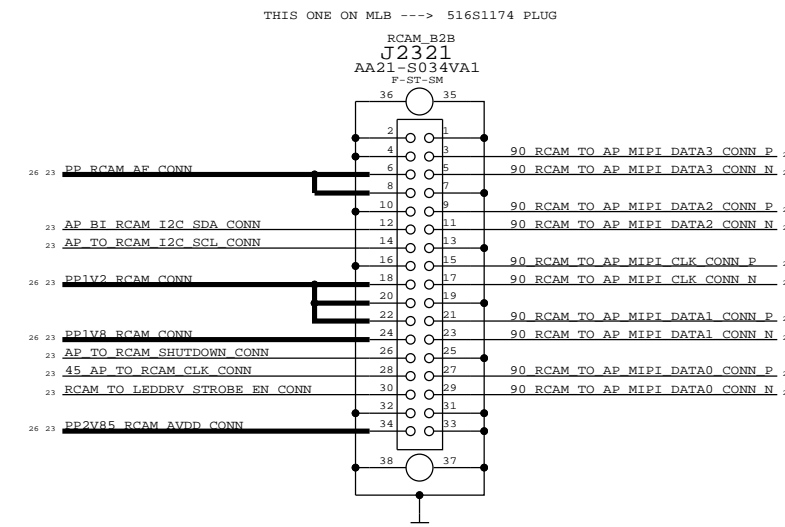 THIS ONE ON MLB ---> 516S1174 PLUG
RCAM_B2B
J2321
AA21-S034VA1
F-ST-SM
36 35
2 1
4 3 90_RCAM_TO_AP_MIPI_DATA3_CONN_P
26 23 PP_RCAM_AF_CONN 6 5 90_RCAM_TO_AP_MIPI_DATA3_CONN_N
8 7
10 9 90_RCAM_TO_AP_MIPI_DATA2_CONN_P
23 AP_BI_RCAM_I2C_SDA_CONN 12 11 90_RCAM_TO_AP_MIPI_DATA2_CONN_N
23 AP_TO_RCAM_I2C_SCL_CONN 14 13
16 15 90_RCAM_TO_AP_MIPI_CLK_CONN_P
26 23 PP1V2_RCAM_CONN 18 17 90_RCAM_TO_AP_MIPI_CLK_CONN_N
20 19
22 21 90_RCAM_TO_AP_MIPI_DATA1_CONN_P
26 23 PP1V8_RCAM_CONN 24 23 90_RCAM_TO_AP_MIPI_DATA1_CONN_N
23 AP_TO_RCAM_SHUTDOWN_CONN 26 25
23 45_AP_TO_RCAM_CLK_CONN 28 27 90_RCAM_TO_AP_MIPI_DATA0_CONN_P
23 RCAM_TO_LEDDRV_STROBE_EN_CONN 30 29 90_RCAM_TO_AP_MIPI_DATA0_CONN_N
32 31
26 23 PP2V85_RCAM_AVDD_CONN 34 33
38 37